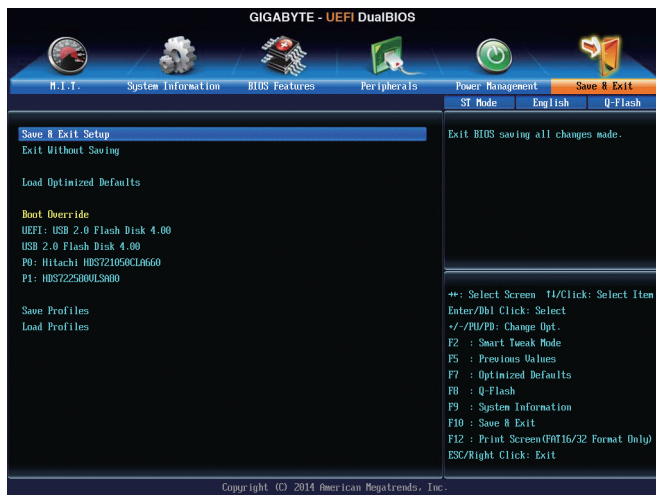 GIGABYTE - UEFI DualBIOS
M.I.T. System Information BIOS Features Peripherals Power Management Save & Exit
ST Mode English Q-Flash
Save & Exit Setup
Exit Without Saving
Load Optimized Defaults
Boot Override
UEFI: USB 2.0 Flash Disk 4.00
USB 2.0 Flash Disk 4.00
P0: Hitachi HDS721050CLA660
P1: HDS722580VLSA80
Save Profiles
Load Profiles
Exit BIOS saving all changes made.
→←: Select Screen ↑↓/Click: Select Item
Enter/Dbl Click: Select
+/-/PU/PD: Change Opt.
F2 : Smart Tweak Mode
F5 : Previous Values
F7 : Optimized Defaults
F8 : Q-Flash
F9 : System Information
F10 : Save & Exit
F12 : Print Screen(FAT16/32 Format Only)
ESC/Right Click: Exit
Copyright (C) 2014 American Megatrends, Inc.